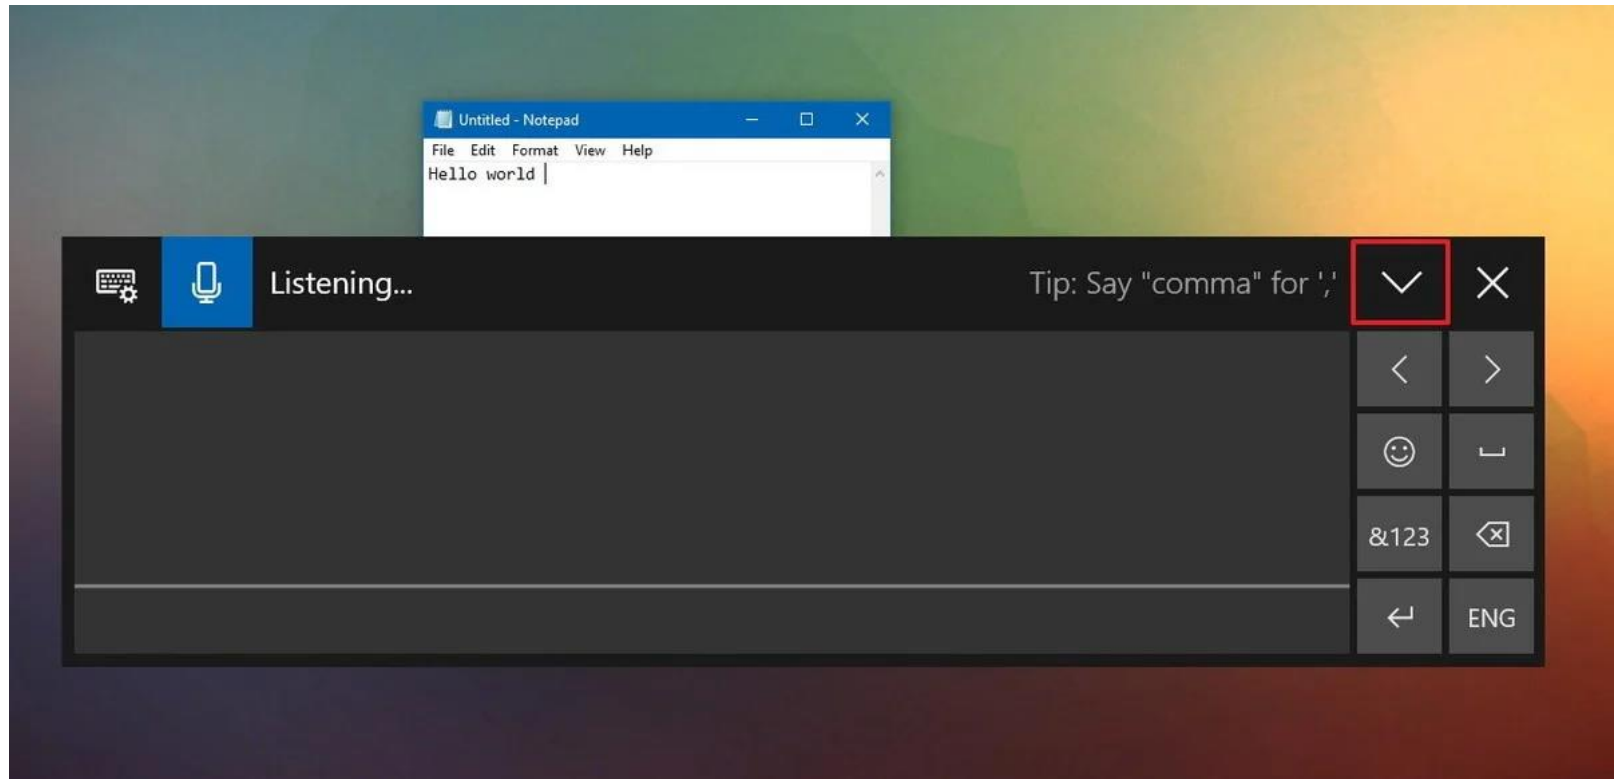 Untitled - Notepad
File Edit Format View Help
Hello world
Listening...
Tip: Say "comma" for ','
&123
ENG